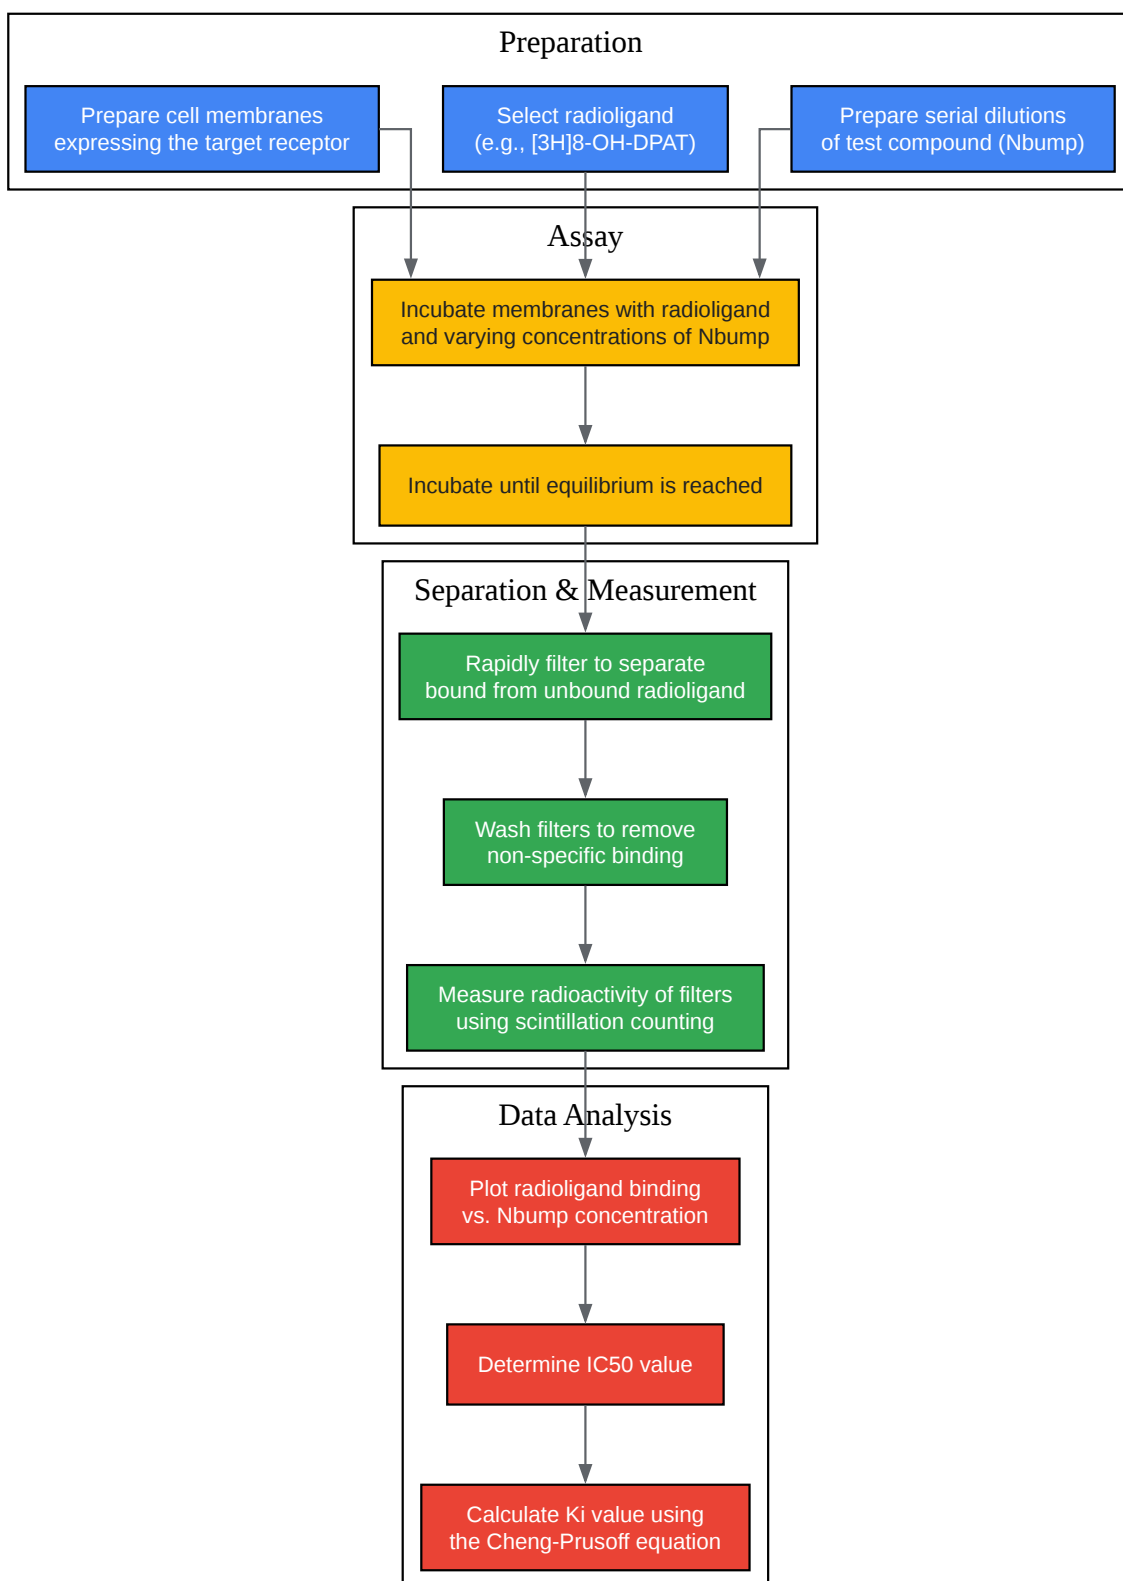 Preparation
Prepare cell membranes
expressing the target receptor
Select radioligand
(e.g., [3H]8-OH-DPAT)
Prepare serial dilutions
of test compound (Nbump)
Assay
Incubate membranes with radioligand
and varying concentrations of Nbump
Incubate until equilibrium is reached
Separation & Measurement
Rapidly filter to separate
bound from unbound radioligand
Wash filters to remove
non-specific binding
Measure radioactivity of filters
using scintillation counting
Data Analysis
Plot radioligand binding
vs. Nbump concentration
Determine IC50 value
Calculate Ki value using
the Cheng-Prusoff equation